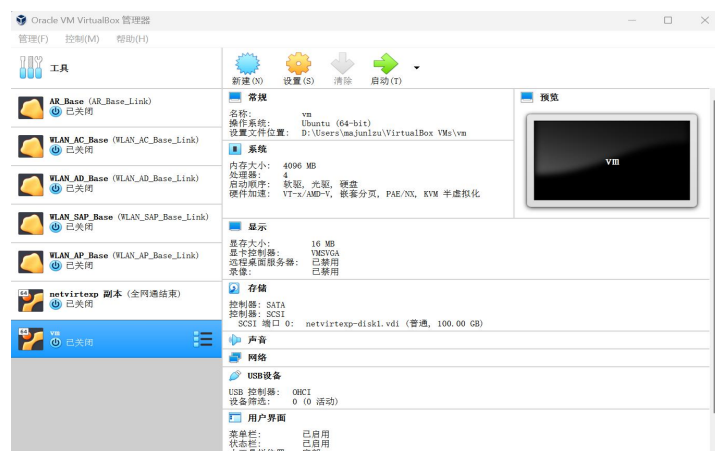 Oracle VM VirtualBox 管理器
管理(F) 控制(M) 帮助(H)
工具
新建(N) 设置(S) 清除 启动(T)
AR_Base (AR_Base_Link)
已关闭
WLAN_AC_Base (WLAN_AC_Base_Link)
已关闭
WLAN_AD_Base (WLAN_AD_Base_Link)
已关闭
WLAN_SAP_Base (WLAN_SAP_Base_Link)
已关闭
WLAN_AP_Base (WLAN_AP_Base_Link)
已关闭
64
netvirtexp 副本 (全网通结束)
已关闭
64
vm
已关闭
常规
名称: vm
操作系统: Ubuntu (64-bit)
设置文件位置: D:\Users\majunlzu\VirtualBox VMs\vm
系统
内存大小: 4096 MB
处理器: 4
启动顺序: 软驱, 光驱, 硬盘
硬件加速: VT-x/AMD-V, 嵌套分页, PAE/NX, KVM 半虚拟化
预览
vm
显示
显存大小: 16 MB
显卡控制器: VMSVGA
远程桌面服务器: 已禁用
录像: 已禁用
存储
控制器: SATA
控制器: SCSI
SCSI 端口 0: netvirtexp-disk1.vdi (普通, 100.00 GB)
声音
网络
USB设备
USB 控制器: OHCI
设备筛选: 0 (0 活动)
用户界面
菜单栏: 已启用
状态栏: 已启用